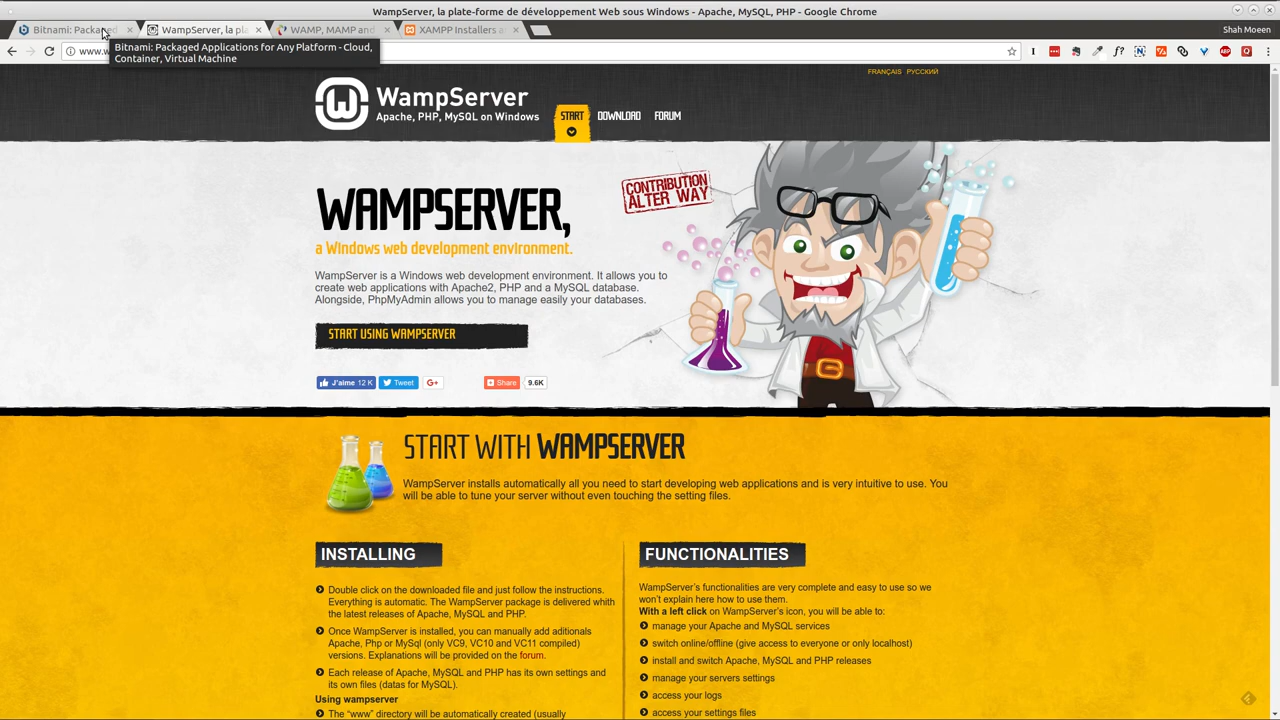 WampServer, la plate-forme de développement Web sous Windows - Apache, MySQL, PHP - Google Chrome
Bitnami: Packaged
WampServer, la pl
WAMP, MAMP and
XAMPP Installers a
Shah Moeen
www.
Bitnami: Packaged Applications for Any Platform - Cloud,
Container, Virtual Machine
FRANÇAIS РУССКИЙ
WampServer
Apache, PHP, MySQL on Windows
START
DOWNLOAD
FORUM
CONTRIBUTION
ALTER WAY
WAMPSERVER,
a Windows web development environment.
WampServer is a Windows web development environment. It allows you to
create web applications with Apache2, PHP and a MySQL database.
Alongside, PhpMyAdmin allows you to manage easily your databases.
START USING WAMPSERVER
J'aime 12 K
Tweet
G+
Share
9.6K
START WITH WAMPSERVER
WampServer installs automatically all you need to start developing web applications and is very intuitive to use. You
will be able to tune your server without even touching the setting files.
INSTALLING
Double click on the downloaded file and just follow the instructions.
Everything is automatic. The WampServer package is delivered whith
the latest releases of Apache, MySQL and PHP.
Once WampServer is installed, you can manually add aditionals
Apache, Php or MySql (only VC9, VC10 and VC11 compiled)
versions. Explanations will be provided on the forum.
Each release of Apache, MySQL and PHP has its own settings and
its own files (datas for MySQL).
Using wampserver
The “www” directory will be automatically created (usually
FUNCTIONALITIES
WampServer’s functionalities are very complete and easy to use so we
won’t explain here how to use them.
With a left click on WampServer’s icon, you will be able to:
manage your Apache and MySQL services
switch online/offline (give access to everyone or only localhost)
install and switch Apache, MySQL and PHP releases
manage your servers settings
access your logs
access your settings files